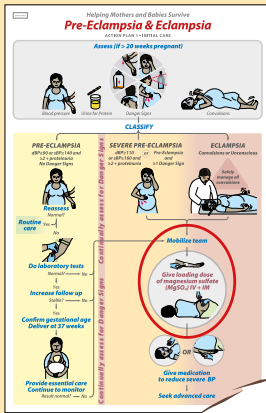 Helping Mothers and Babies Survive
Pre-Eclampsia & Eclampsia
ACTION PLAN 1 • INITIAL CARE
Assess (if > 20 weeks pregnant)
Blood pressure
Urine for Protein
Danger Signs
Convulsions
CLASSIFY
PRE-ECLAMPSIA
dBP≥90 or sBP≥140 and
≥2 + proteinuria
No Danger Signs
Reassess
Normal?
Yes
Routine
care
No
Do laboratory tests
Normal?
No
Yes
Increase follow up
Stable?
No
Yes
Confirm gestational age
Deliver at 37 weeks
Provide essential care
Continue to monitor
Result normal?
No
Continually assess for Danger Signs
Continually assess for Danger Signs
SEVERE PRE-ECLAMPSIA
dBP≥110
or sBP≥160 and
≥2 + proteinuria
or
Pre-Eclampsia
and
≥1 Danger Sign
ECLAMPSIA
Convulsions or Unconscious
Safely
manage all
convulsions
Mobilize team
Give loading dose
of magnesium sulfate
(MgSO₄) IV + IM
OR
Give medication
to reduce severe BP
Seek advanced care